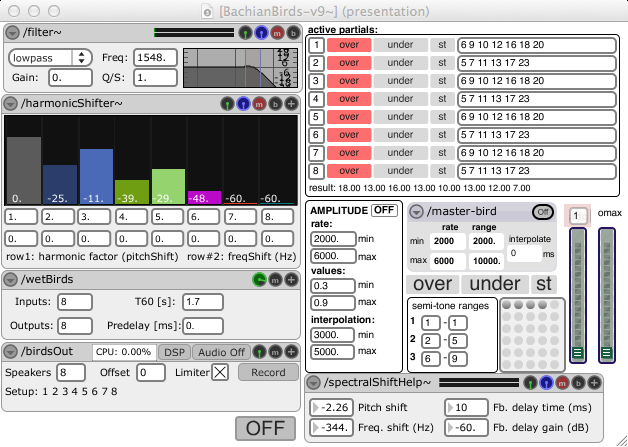 [BachianBirds-v9~] (presentation)
/filter~ m b
lowpass Freq: 1548.
Gain: 0. Q/S: 1.
/harmonicShifter~ m b +
0. -25. -11. -39. -29. -48. -60. -60.
1. 2. 3. 4. 5. 6. 7. 8.
0. 0. 0. 0. 0. 0. 0. 0.
row1: harmonic factor (pitchShift) row#2: freqShift (Hz)
/wetBirds m +
Inputs: 8 T60 [s]: 1.7
Outputs: 8 Predelay [ms]: 0.
/birdsOut CPU: 0.00% DSP Audio Off m +
Speakers 8 Offset 0 Limiter Record
Setup: 1 2 3 4 5 6 7 8
OFF
active partials:
1 over under st 6 9 10 12 16 18 20
2 over under st 5 7 11 13 17 23
3 over under st 6 9 10 12 16 18 20
4 over under st 5 7 11 13 17 23
5 over under st 6 9 10 12 16 18 20
6 over under st 5 7 11 13 17 23
7 over under st 6 9 10 12 16 18 20
8 over under st 5 7 11 13 17 23
result: 18.00 13.00 16.00 13.00 10.00 13.00 12.00 7.00
AMPLITUDE OFF
rate:
2000. min
6000. max
values:
0.3 min
0.9 max
interpolation:
3000. min
5000. max
/master-bird Off
rate range
min 2000 2000. interpolate
max 6000 10000. 0 ms
over under st
semi-tone ranges
1 1 - 1
2 2 - 5
3 6 - 9
1 omax
/spectralShiftHelp~ m b +
-2.26 Pitch shift 10 Fb. delay time (ms)
-344. Freq. shift (Hz) -60. Fb. delay gain (dB)